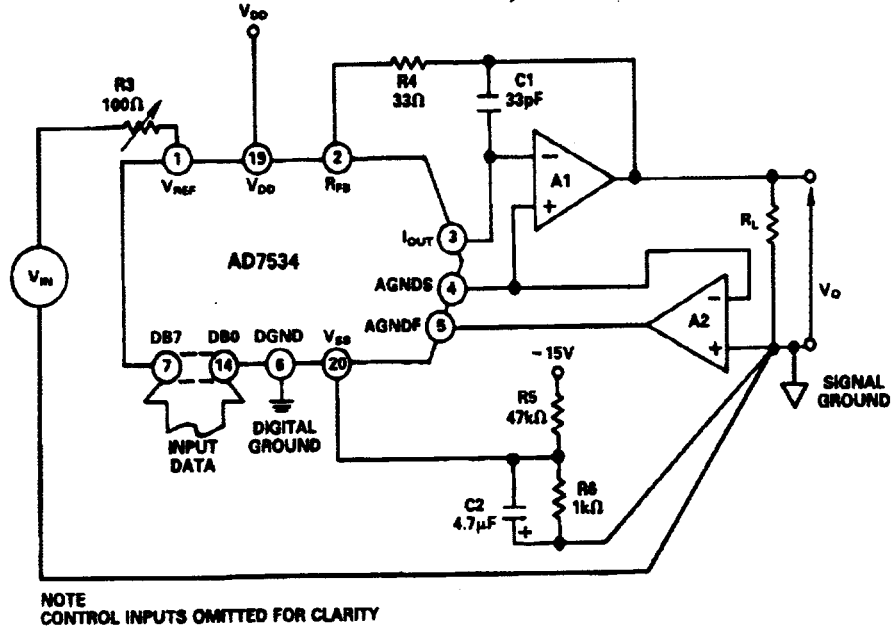 VDD
R3
100Ω
R4
33Ω
C1
33pF
1
19
2
VREF
VDD
RFB
A1
AD7534
IOUT 3
AGNDS 4
AGNDF 5
RL
A2
VO
VIN
DB7
DB0
DGND
VSS
7
14
6
20
-15V
R5
47kΩ
SIGNAL
GROUND
DIGITAL
GROUND
INPUT
DATA
C2
4.7μF
R6
1kΩ
NOTE
CONTROL INPUTS OMITTED FOR CLARITY